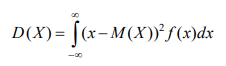 D(X) = ∫_{-∞}^{∞} (x − M(X))² f(x)dx